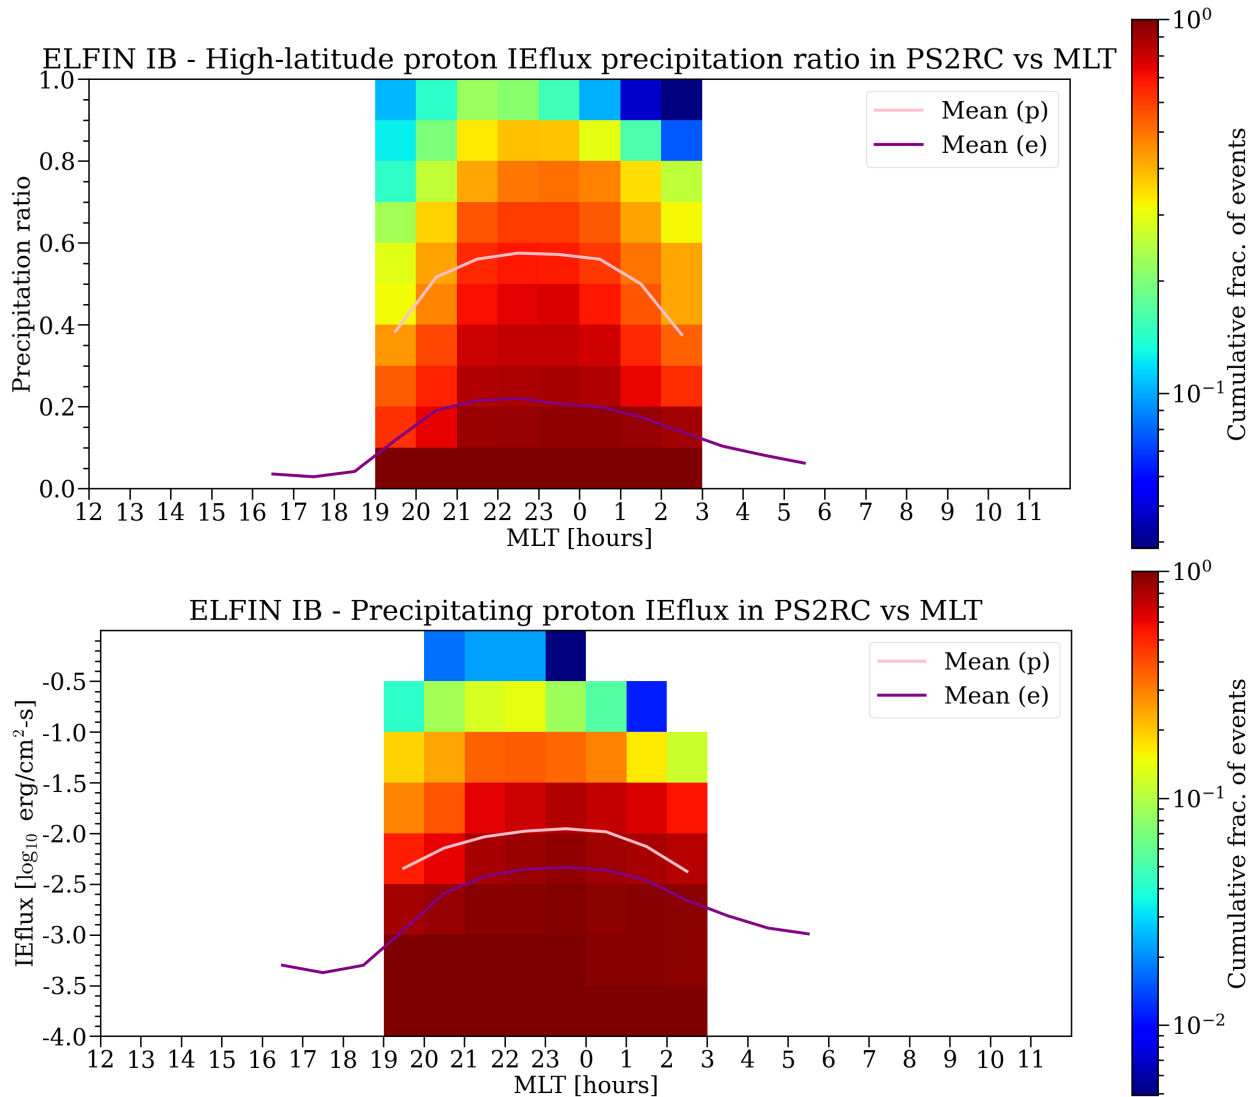 ELFIN IB - High-latitude proton IEflux precipitation ratio in PS2RC vs MLT
Precipitation ratio
1.0
0.8
0.6
0.4
0.2
0.0
Mean (p)
Mean (e)
12 13 14 15 16 17 18 19 20 21 22 23 0 1 2 3 4 5 6 7 8 9 10 11
MLT [hours]
10⁰
10⁻¹
Cumulative frac. of events
ELFIN IB - Precipitating proton IEflux in PS2RC vs MLT
IEflux [log₁₀ erg/cm²-s]
-0.5
-1.0
-1.5
-2.0
-2.5
-3.0
-3.5
-4.0
Mean (p)
Mean (e)
12 13 14 15 16 17 18 19 20 21 22 23 0 1 2 3 4 5 6 7 8 9 10 11
MLT [hours]
10⁰
10⁻¹
10⁻²
Cumulative frac. of events